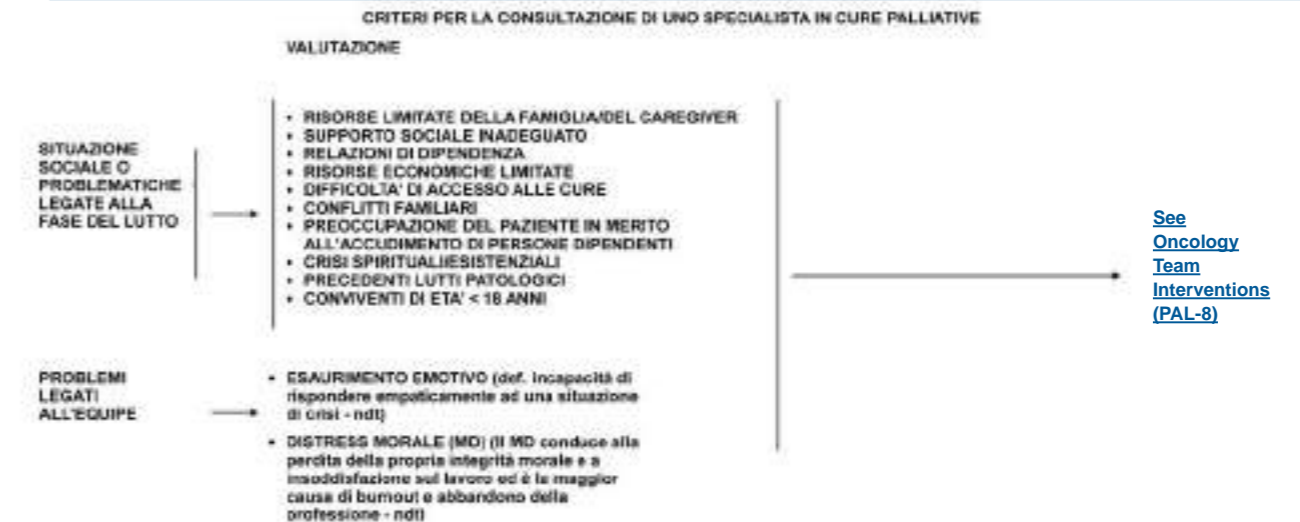 CRITERI PER LA CONSULTAZIONE DI UNO SPECIALISTA IN CURE PALLIATIVE
VALUTAZIONE
SITUAZIONE
SOCIALE O
PROBLEMATICHE
LEGATE ALLA
FASE DEL LUTTO
• RISORSE LIMITATE DELLA FAMIGLIA/DEL CAREGIVER
• SUPPORTO SOCIALE INADEGUATO
• RELAZIONI DI DIPENDENZA
• RISORSE ECONOMICHE LIMITATE
• DIFFICOLTA' DI ACCESSO ALLE CURE
• CONFLITTI FAMILIARI
• PREOCCUPAZIONE DEL PAZIENTE IN MERITO
ALL'ACCUDIMENTO DI PERSONE DIPENDENTI
• CRISI SPIRITUALI/ESISTENZIALI
• PRECEDENTI LUTTI PATOLOGICI
• CONVIVENTI DI ETA' < 18 ANNI
See
Oncology
Team
Interventions
(PAL-8)
PROBLEMI
LEGATI
ALL'EQUIPE
• ESAURIMENTO EMOTIVO (def. incapacità di
rispondere empaticamente ad una situazione
di crisi - ndt)
• DISTRESS MORALE (MD) (Il MD conduce alla
perdita della propria integrità morale e a
insoddisfazione sul lavoro ed è la maggior
causa di burnout e abbandono della
professione - ndt)